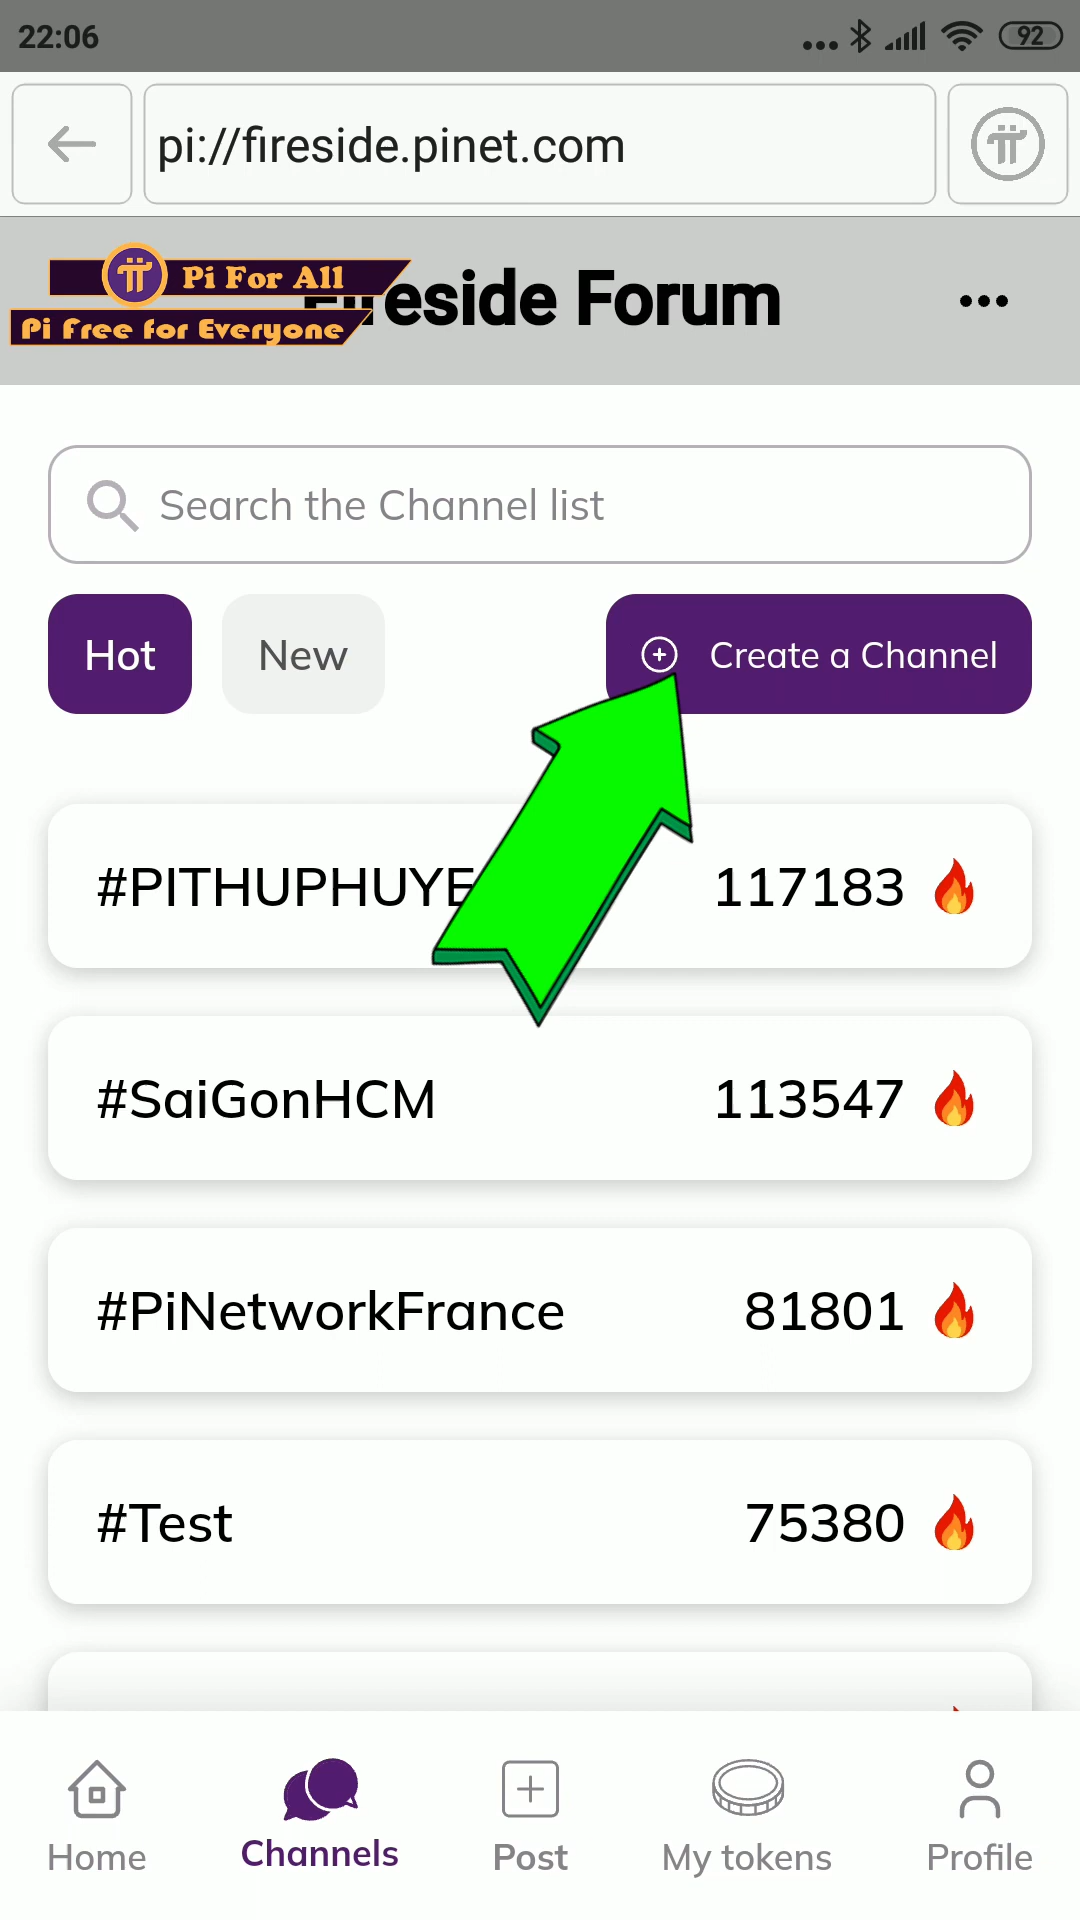 22:06
92
pi://fireside.pinet.com
Pi For All
Pi Free for Everyone
Fireside Forum
Search the Channel list
Hot
New
Create a Channel
#PITHUPHUYE
117183
#SaiGonHCM
113547
#PiNetworkFrance
81801
#Test
75380
Home
Channels
Post
My tokens
Profile